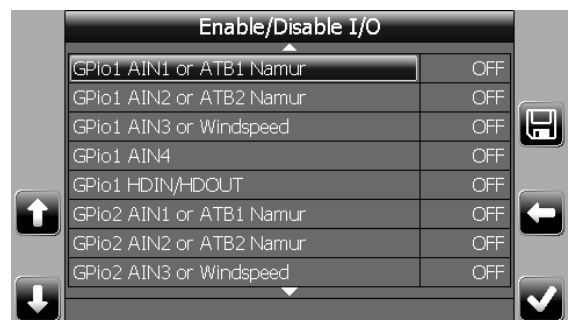 Enable/Disable I/O
GPio1 AIN1 or ATB1 Namur OFF
GPio1 AIN2 or ATB2 Namur OFF
GPio1 AIN3 or Windspeed OFF
GPio1 AIN4 OFF
GPio1 HDIN/HDOUT OFF
GPio2 AIN1 or ATB1 Namur OFF
GPio2 AIN2 or ATB2 Namur OFF
GPio2 AIN3 or Windspeed OFF